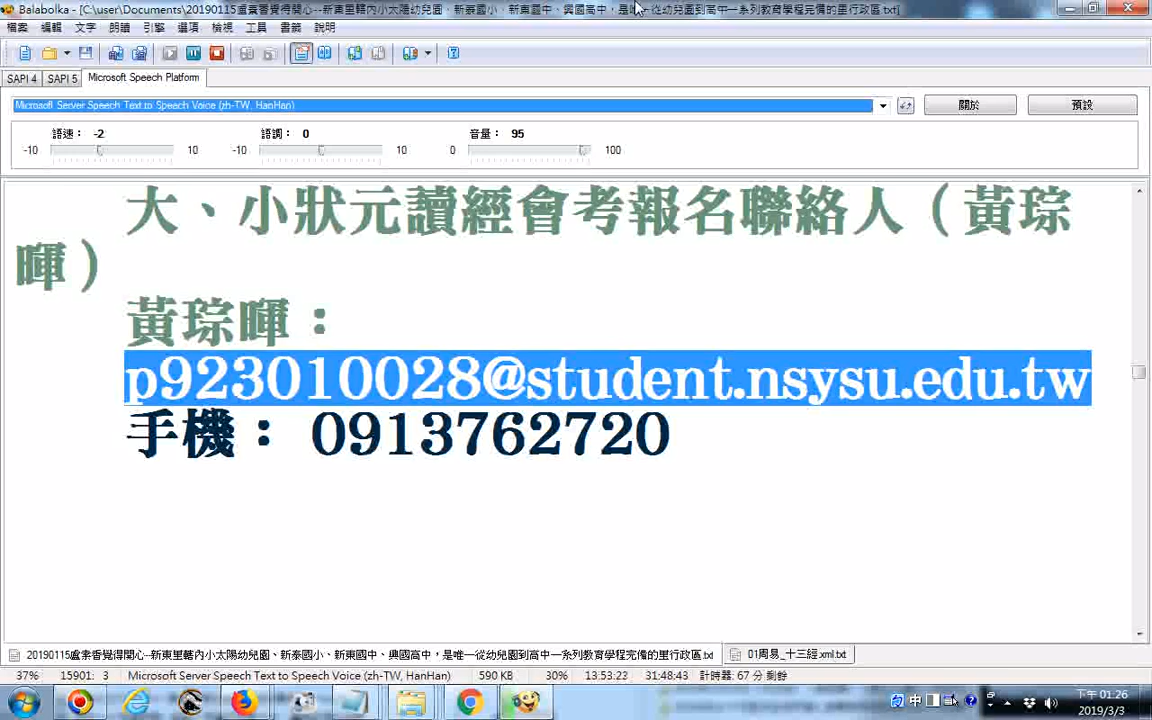 Balabolka - [C:\user\Documents\20190115盧素香覺得開心--新東里轄內小太陽幼兒園、新泰國小、新東國中、興國高中，是唯一從幼兒園到高中一系列教育學程完備的里行政區.txt]
檔案 編輯 文字 朗讀 引擎 選項 檢視 工具 書籤 說明
SAPI 4 SAPI 5 Microsoft Speech Platform
Microsoft Server Speech Text to Speech Voice (zh-TW, HanHan)
關於 預設
語速： -2 語調： 0 音量： 95
-10 10 -10 10 0 100
大、小狀元讀經會考報名聯絡人（黃琮
暉）
黃琮暉：
p923010028@student.nsysu.edu.tw
手機： 0913762720
20190115盧素香覺得開心--新東里轄內小太陽幼兒園、新泰國小、新東國中、興國高中，是唯一從幼兒園到高中一系列教育學程完備的里行政區.txt 01周易_十三經.xml.txt
37% 15901: 3 Microsoft Server Speech Text to Speech Voice (zh-TW, HanHan) 590 KB 30% 13:53:23 31:48:43 計時器: 67 分 剩餘
中
下午 01:26
2019/3/3